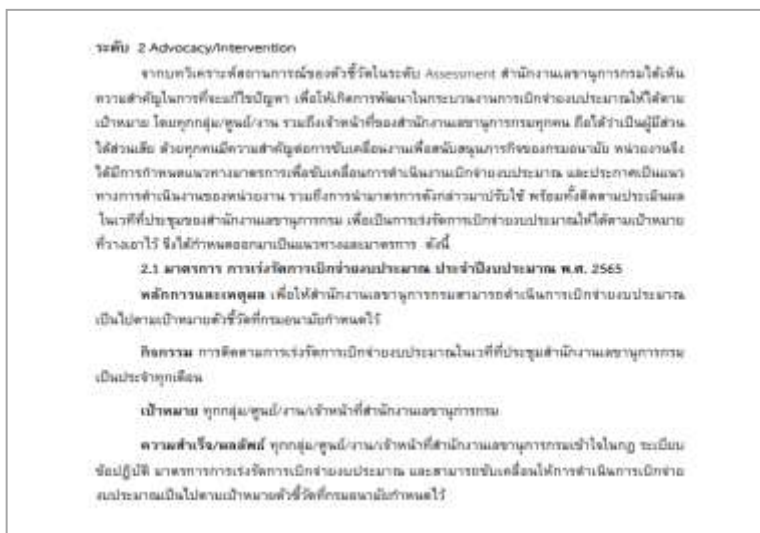 ระดับ 2 Advocacy/Intervention
จากบทวิเคราะห์สถานการณ์ของตัวชี้วัดในระดับ Assessment สำนักงานเลขานุการกรมได้เห็น
ความสำคัญในการที่จะแก้ไขปัญหา เพื่อให้เกิดการพัฒนาในกระบวนงานการเบิกจ่ายงบประมาณให้ได้ตาม
เป้าหมาย โดยทุกกลุ่ม/ศูนย์/งาน รวมถึงเจ้าหน้าที่ของสำนักงานเลขานุการกรมทุกคน ถือได้ว่าเป็นผู้มีส่วน
ได้ส่วนเสีย ด้วยทุกคนมีความสำคัญต่อการขับเคลื่อนงานเพื่อสนับสนุนภารกิจของกรมอนามัย หน่วยงานจึง
ได้มีการกำหนดแนวทางมาตรการเพื่อขับเคลื่อนการดำเนินงานเบิกจ่ายงบประมาณ และประกาศเป็นแนว
ทางการดำเนินงานของหน่วยงาน รวมถึงการนำมาตรการดังกล่าวมาปรับใช้ พร้อมทั้งติดตามประเมินผล
ในเวทีที่ประชุมของสำนักงานเลขานุการกรม เพื่อเป็นการเร่งรัดการเบิกจ่ายงบประมาณให้ได้ตามเป้าหมาย
ที่วางเอาไว้ จึงได้กำหนดออกมาเป็นแนวทางและมาตรการ ดังนี้
2.1 มาตรการ การเร่งรัดการเบิกจ่ายงบประมาณ ประจำปีงบประมาณ พ.ศ. 2565
หลักการและเหตุผล เพื่อให้สำนักงานเลขานุการกรมสามารถดำเนินการเบิกจ่ายงบประมาณ
เป็นไปตามเป้าหมายตัวชี้วัดที่กรมอนามัยกำหนดไว้
กิจกรรม การติดตามการเร่งรัดการเบิกจ่ายงบประมาณในเวทีที่ประชุมสำนักงานเลขานุการกรม
เป็นประจำทุกเดือน
เป้าหมาย ทุกกลุ่ม/ศูนย์/งาน/เจ้าหน้าที่สำนักงานเลขานุการกรม
ความสำเร็จ/ผลลัพธ์ ทุกกลุ่ม/ศูนย์/งาน/เจ้าหน้าที่สำนักงานเลขานุการกรมเข้าใจในกฎ ระเบียบ
ข้อปฏิบัติ มาตรการการเร่งรัดการเบิกจ่ายงบประมาณ และสามารถขับเคลื่อนให้การดำเนินการเบิกจ่าย
งบประมาณเป็นไปตามเป้าหมายตัวชี้วัดที่กรมอนามัยกำหนดไว้